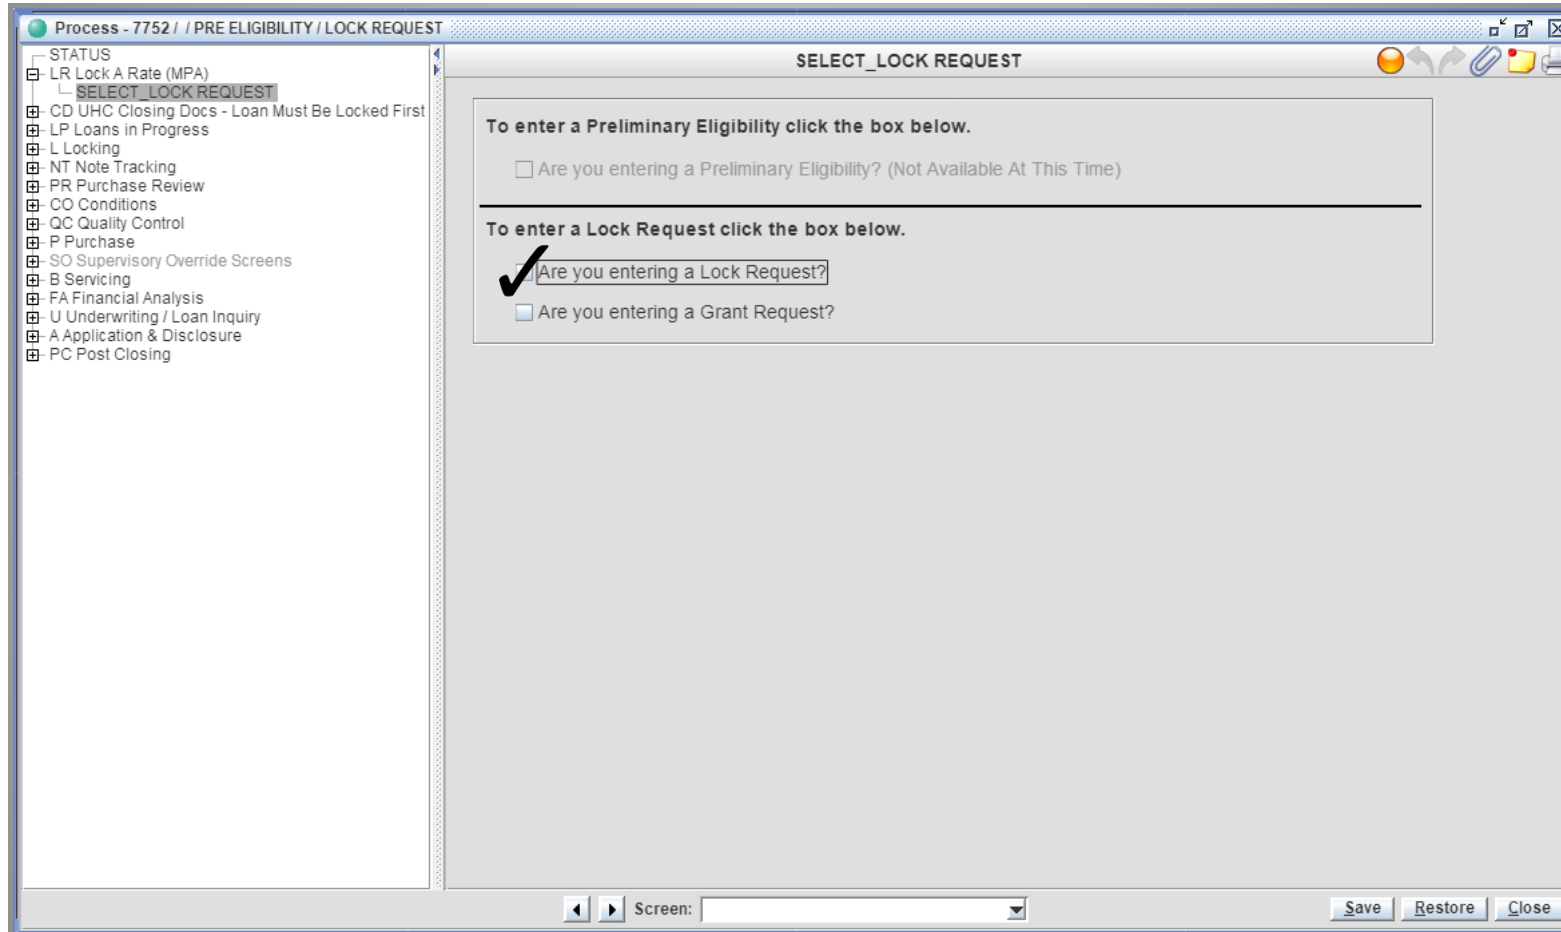 Process - 7752 / / PRE ELIGIBILITY / LOCK REQUEST
STATUS
LR Lock A Rate (MPA)
SELECT_LOCK REQUEST
CD UHC Closing Docs - Loan Must Be Locked First
LP Loans in Progress
L Locking
NT Note Tracking
PR Purchase Review
CO Conditions
QC Quality Control
P Purchase
SO Supervisory Override Screens
B Servicing
FA Financial Analysis
U Underwriting / Loan Inquiry
A Application & Disclosure
PC Post Closing
SELECT_LOCK REQUEST
To enter a Preliminary Eligibility click the box below.
Are you entering a Preliminary Eligibility? (Not Available At This Time)
To enter a Lock Request click the box below.
Are you entering a Lock Request?
Are you entering a Grant Request?
Screen:
Save Restore Close